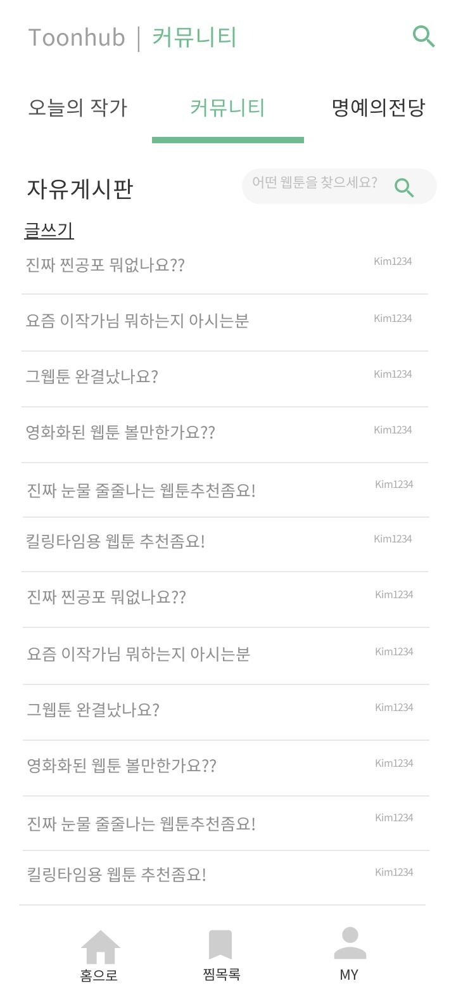 Toonhub | 커뮤니티
오늘의 작가 커뮤니티 명예의전당
자유게시판 어떤 웹툰을 찾으세요?
글쓰기
진짜 찐공포 뭐없나요?? Kim1234
요즘 이작가님 뭐하는지 아시는분 Kim1234
그웹툰 완결났나요? Kim1234
영화화된 웹툰 볼만한가요?? Kim1234
진짜 눈물 줄줄나는 웹툰추천좀요! Kim1234
킬링타임용 웹툰 추천좀요! Kim1234
진짜 찐공포 뭐없나요?? Kim1234
요즘 이작가님 뭐하는지 아시는분 Kim1234
그웹툰 완결났나요? Kim1234
영화화된 웹툰 볼만한가요?? Kim1234
진짜 눈물 줄줄나는 웹툰추천좀요! Kim1234
킬링타임용 웹툰 추천좀요! Kim1234
홈으로 찜목록 MY